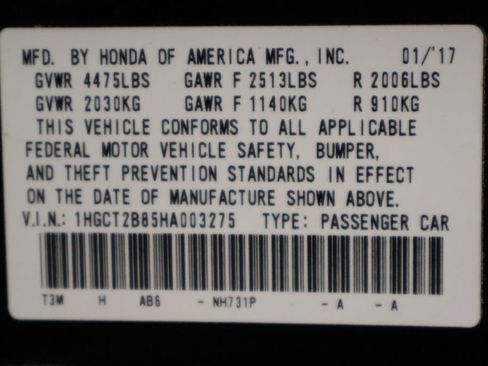 MFD. BY HONDA OF AMERICA MFG., INC. 01/'17
GVWR 4475LBS GAWR F 2513LBS R 2006LBS
GVWR 2030KG GAWR F 1140KG R 910KG
THIS VEHICLE CONFORMS TO ALL APPLICABLE
FEDERAL MOTOR VEHICLE SAFETY, BUMPER,
AND THEFT PREVENTION STANDARDS IN EFFECT
ON THE DATE OF MANUFACTURE SHOWN ABOVE.
V.I.N.: 1HGCT2B85HA003275 TYPE: PASSENGER CAR
T3M H AB6 - NH731P - A - A